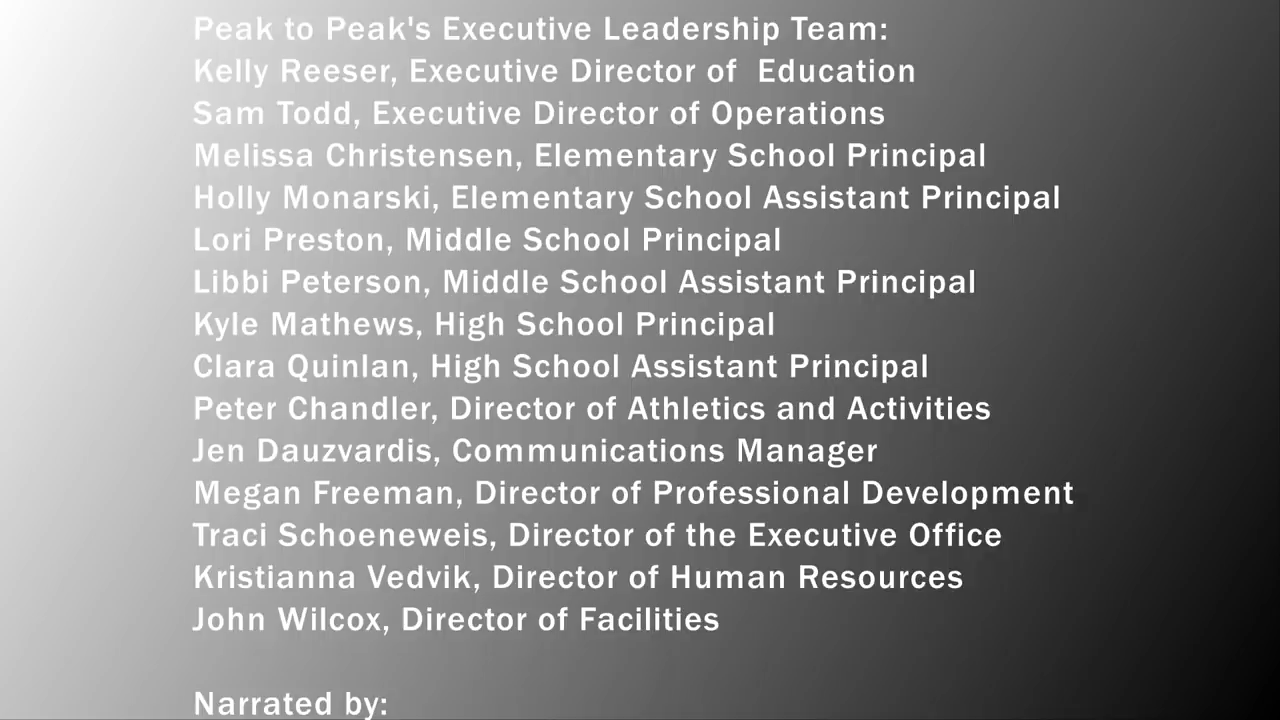 Peak to Peak's Executive Leadership Team:
Kelly Reeser, Executive Director of  Education
Sam Todd, Executive Director of Operations
Melissa Christensen, Elementary School Principal
Holly Monarski, Elementary School Assistant Principal
Lori Preston, Middle School Principal
Libbi Peterson, Middle School Assistant Principal
Kyle Mathews, High School Principal
Clara Quinlan, High School Assistant Principal
Peter Chandler, Director of Athletics and Activities
Jen Dauzvardis, Communications Manager
Megan Freeman, Director of Professional Development
Traci Schoeneweis, Director of the Executive Office
Kristianna Vedvik, Director of Human Resources
John Wilcox, Director of Facilities
Narrated by: